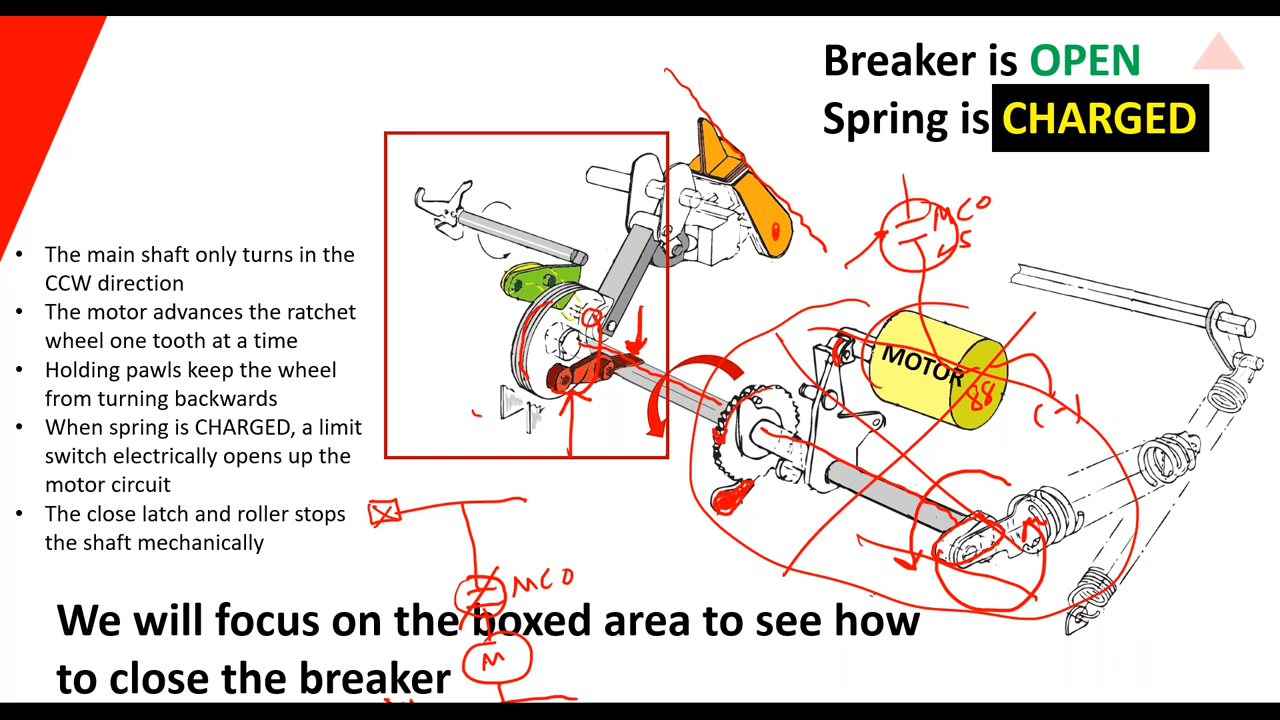 Breaker is OPEN
Spring is CHARGED
• The main shaft only turns in the
CCW direction
• The motor advances the ratchet
wheel one tooth at a time
• Holding pawls keep the wheel
from turning backwards
• When spring is CHARGED, a limit
switch electrically opens up the
motor circuit
• The close latch and roller stops
the shaft mechanically
MCO
S
MOTOR
88
(-)
MCO
M
We will focus on the boxed area to see how
to close the breaker